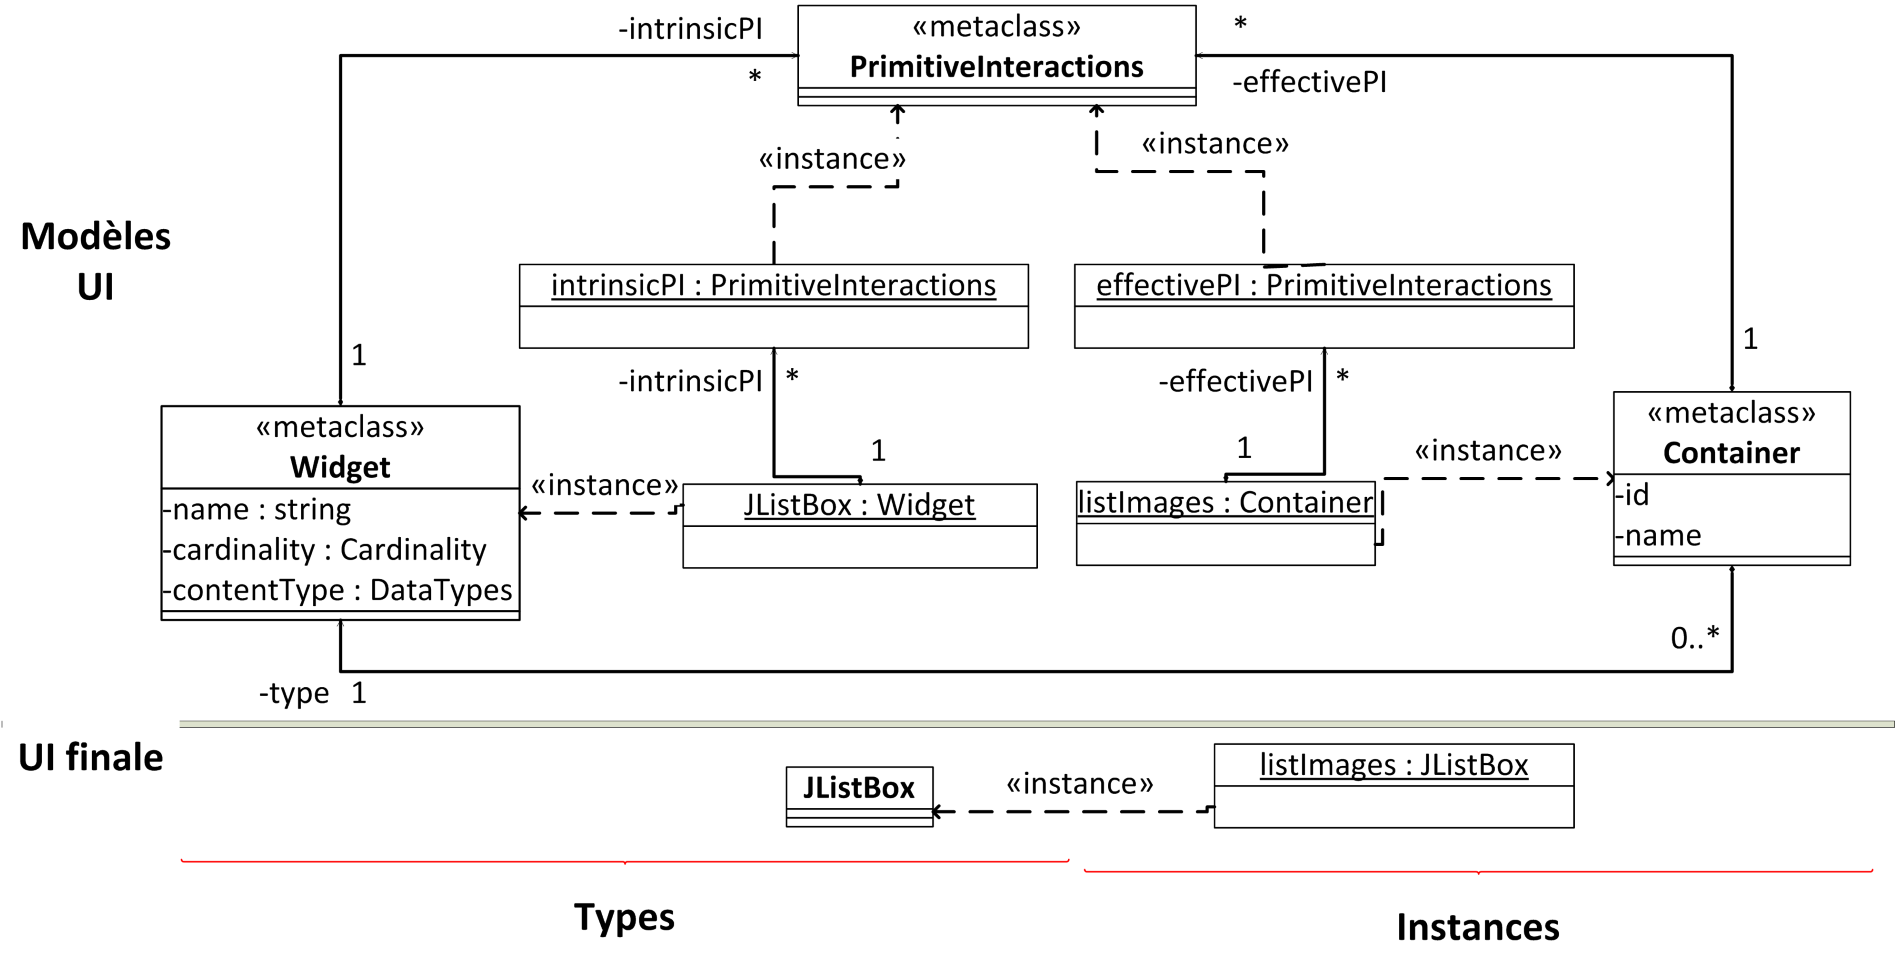 -intrinsicPI
*
«metaclass»
PrimitiveInteractions
*
-effectivePI
«instance»
«instance»
Modèles
UI
intrinsicPI : PrimitiveInteractions
effectivePI : PrimitiveInteractions
1
-intrinsicPI
*
-effectivePI
*
1
«metaclass»
Widget
-name : string
-cardinality : Cardinality
-contentType : DataTypes
«instance»
1
JListBox : Widget
1
listImages : Container
«instance»
«metaclass»
Container
-id
-name
0..*
-type
1
UI finale
JListBox
«instance»
listImages : JListBox
Types
Instances